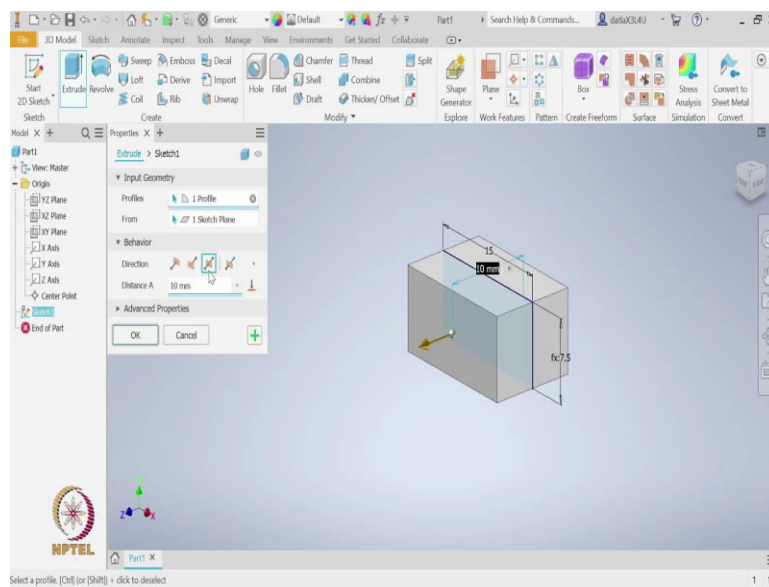 Generic
Default
Part1
Search Help & Commands...
datlaX3L4U
File 3D Model Sketch Annotate Inspect Tools Manage View Environments Get Started Collaborate
Start 2D Sketch
Extrude
Revolve
Sweep
Emboss
Decal
Loft
Derive
Import
Coil
Rib
Unwrap
Hole
Fillet
Chamfer
Thread
Split
Shell
Combine
Draft
Thicken/ Offset
Shape Generator
Plane
Box
Stress Analysis
Convert to Sheet Metal
Sketch
Create
Modify
Explore
Work Features
Pattern
Create Freeform
Surface
Simulation
Convert
Model X +
Part1
View: Master
Origin
YZ Plane
XZ Plane
XY Plane
X Axis
Y Axis
Z Axis
Center Point
Sketch1
End of Part
Properties X +
Extrude > Sketch1
Input Geometry
Profiles 1 Profile
From 1 Sketch Plane
Behavior
Direction
Distance A 10 mm
Advanced Properties
OK Cancel
15
10 mm
fx:7.5
NPTEL
Part1 X
Select a profile. [Ctrl] (or [Shift]) + click to deselect
1